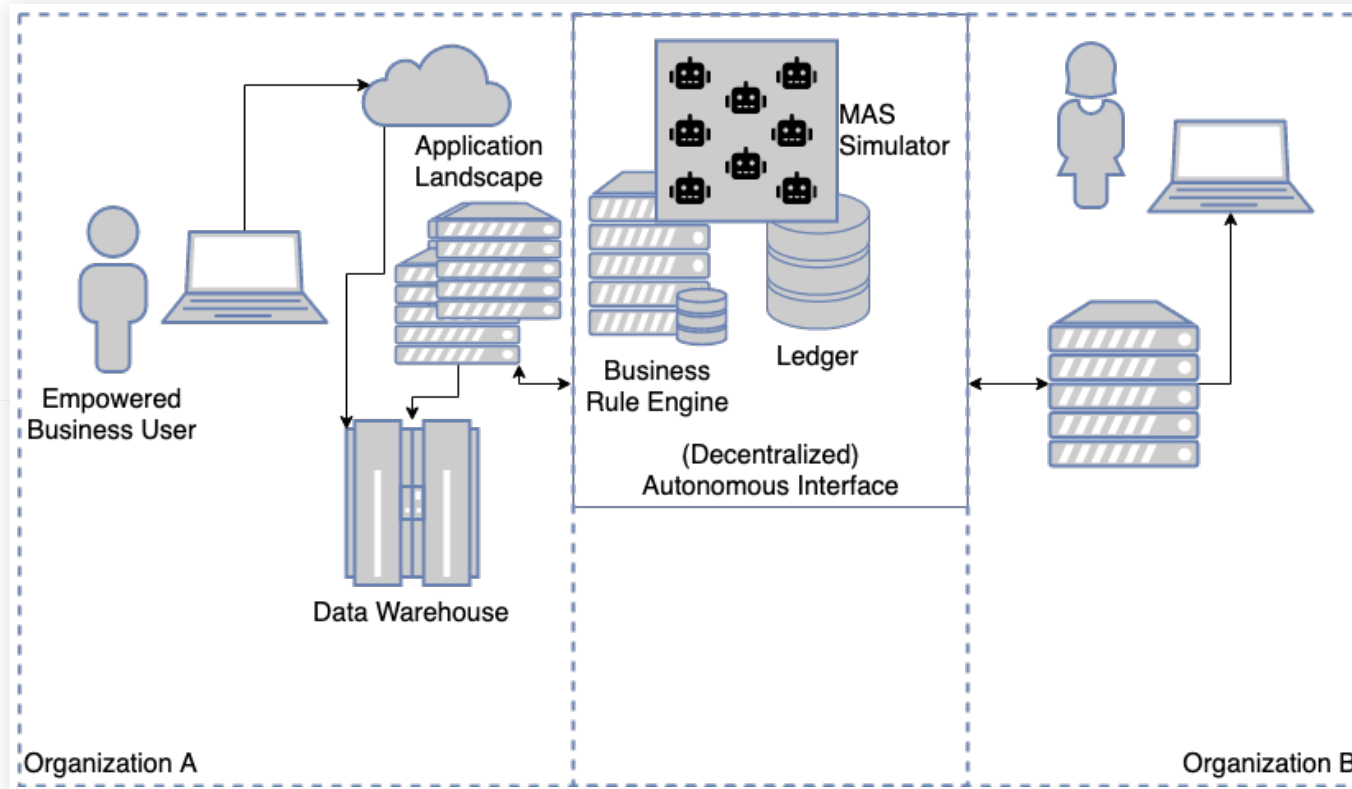 MAS
Simulator
Application
Landscape
Empowered
Business User
Business
Rule Engine
Ledger
(Decentralized)
Autonomous Interface
Data Warehouse
Organization A
Organization B